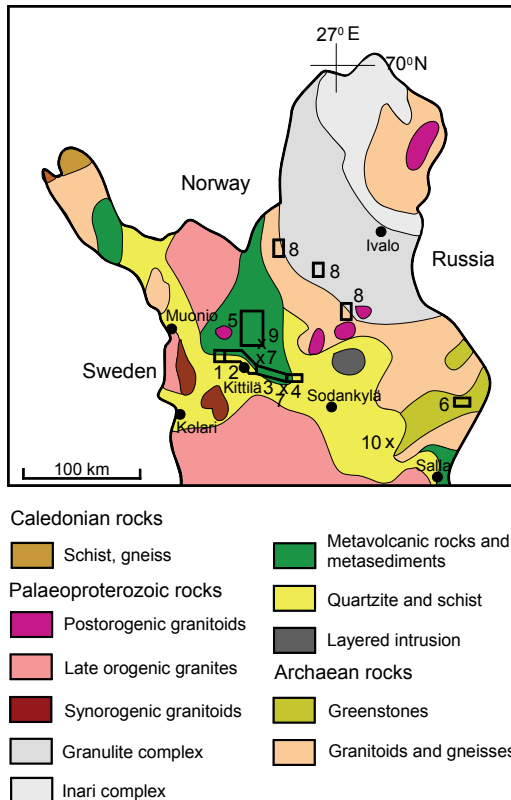 27⁰ E
70⁰ N
Norway
Ivalo
Russia
8
8
8
Muonio
5
9
7
Sweden
1 2
Kittilä
3
4
7
Sodankylä
6
Kolari
10 x
Salla
100 km
Caledonian rocks
Schist, gneiss
Palaeoproterozoic rocks
Postorogenic granitoids
Late orogenic granites
Synorogenic granitoids
Granulite complex
Inari complex
Metavolcanic rocks and
metasediments
Quartzite and schist
Layered intrusion
Archaean rocks
Greenstones
Granitoids and gneisses